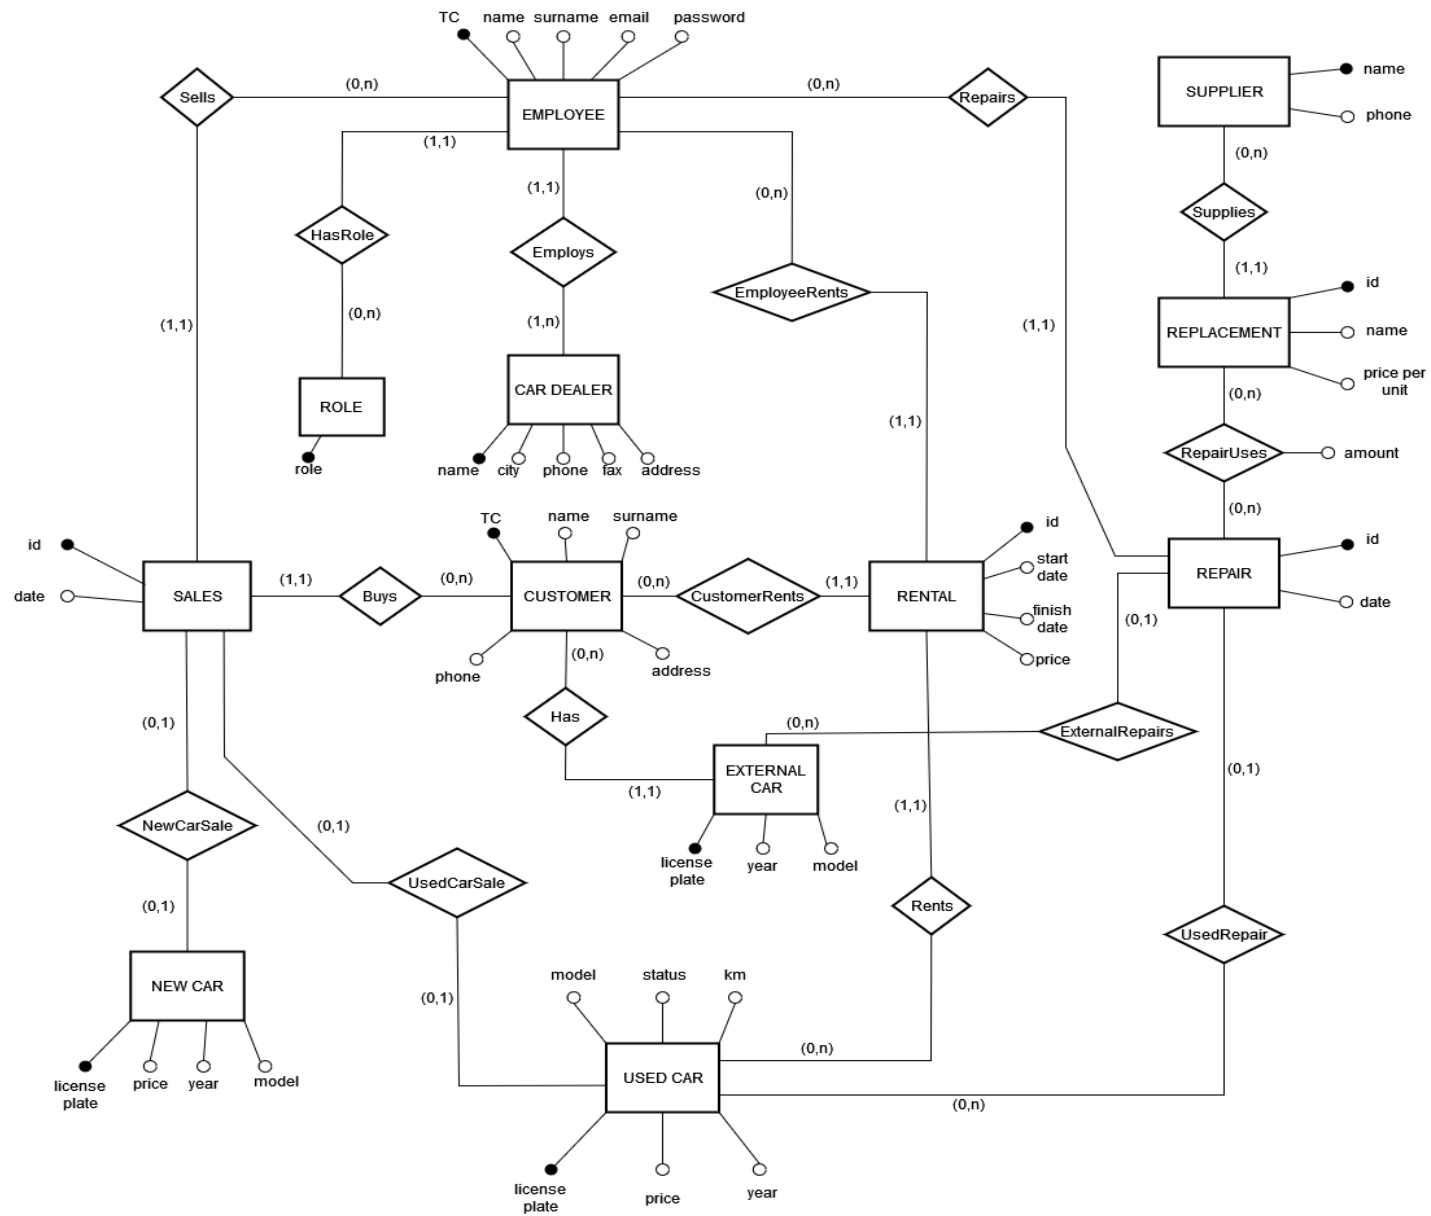 TC name surname email password
Sells
(0,n)
EMPLOYEE
(0,n)
Repairs
SUPPLIER
name
phone
(1,1)
(1,1)
(0,n)
(0,n)
HasRole
Employs
Supplies
EmployeeRents
(1,1)
id
(0,n)
(1,n)
(1,1)
(1,1)
REPLACEMENT
name
price per
unit
CAR DEALER
ROLE
(0,n)
(1,1)
role
name city phone fax address
RepairUses
amount
(0,n)
TC name surname
id
id
id
start
date
date
SALES
(1,1)
Buys
(0,n)
CUSTOMER
(0,n)
CustomerRents
(1,1)
RENTAL
finish
date
price
REPAIR
date
(0,1)
phone
(0,n)
address
(0,1)
Has
(0,n)
ExternalRepairs
EXTERNAL
CAR
(0,1)
(1,1)
(1,1)
NewCarSale
(0,1)
license
plate
year
model
UsedCarSale
Rents
(0,1)
UsedRepair
NEW CAR
model
status
km
(0,1)
(0,n)
license
plate
price
year
model
USED CAR
(0,n)
license
plate
price
year